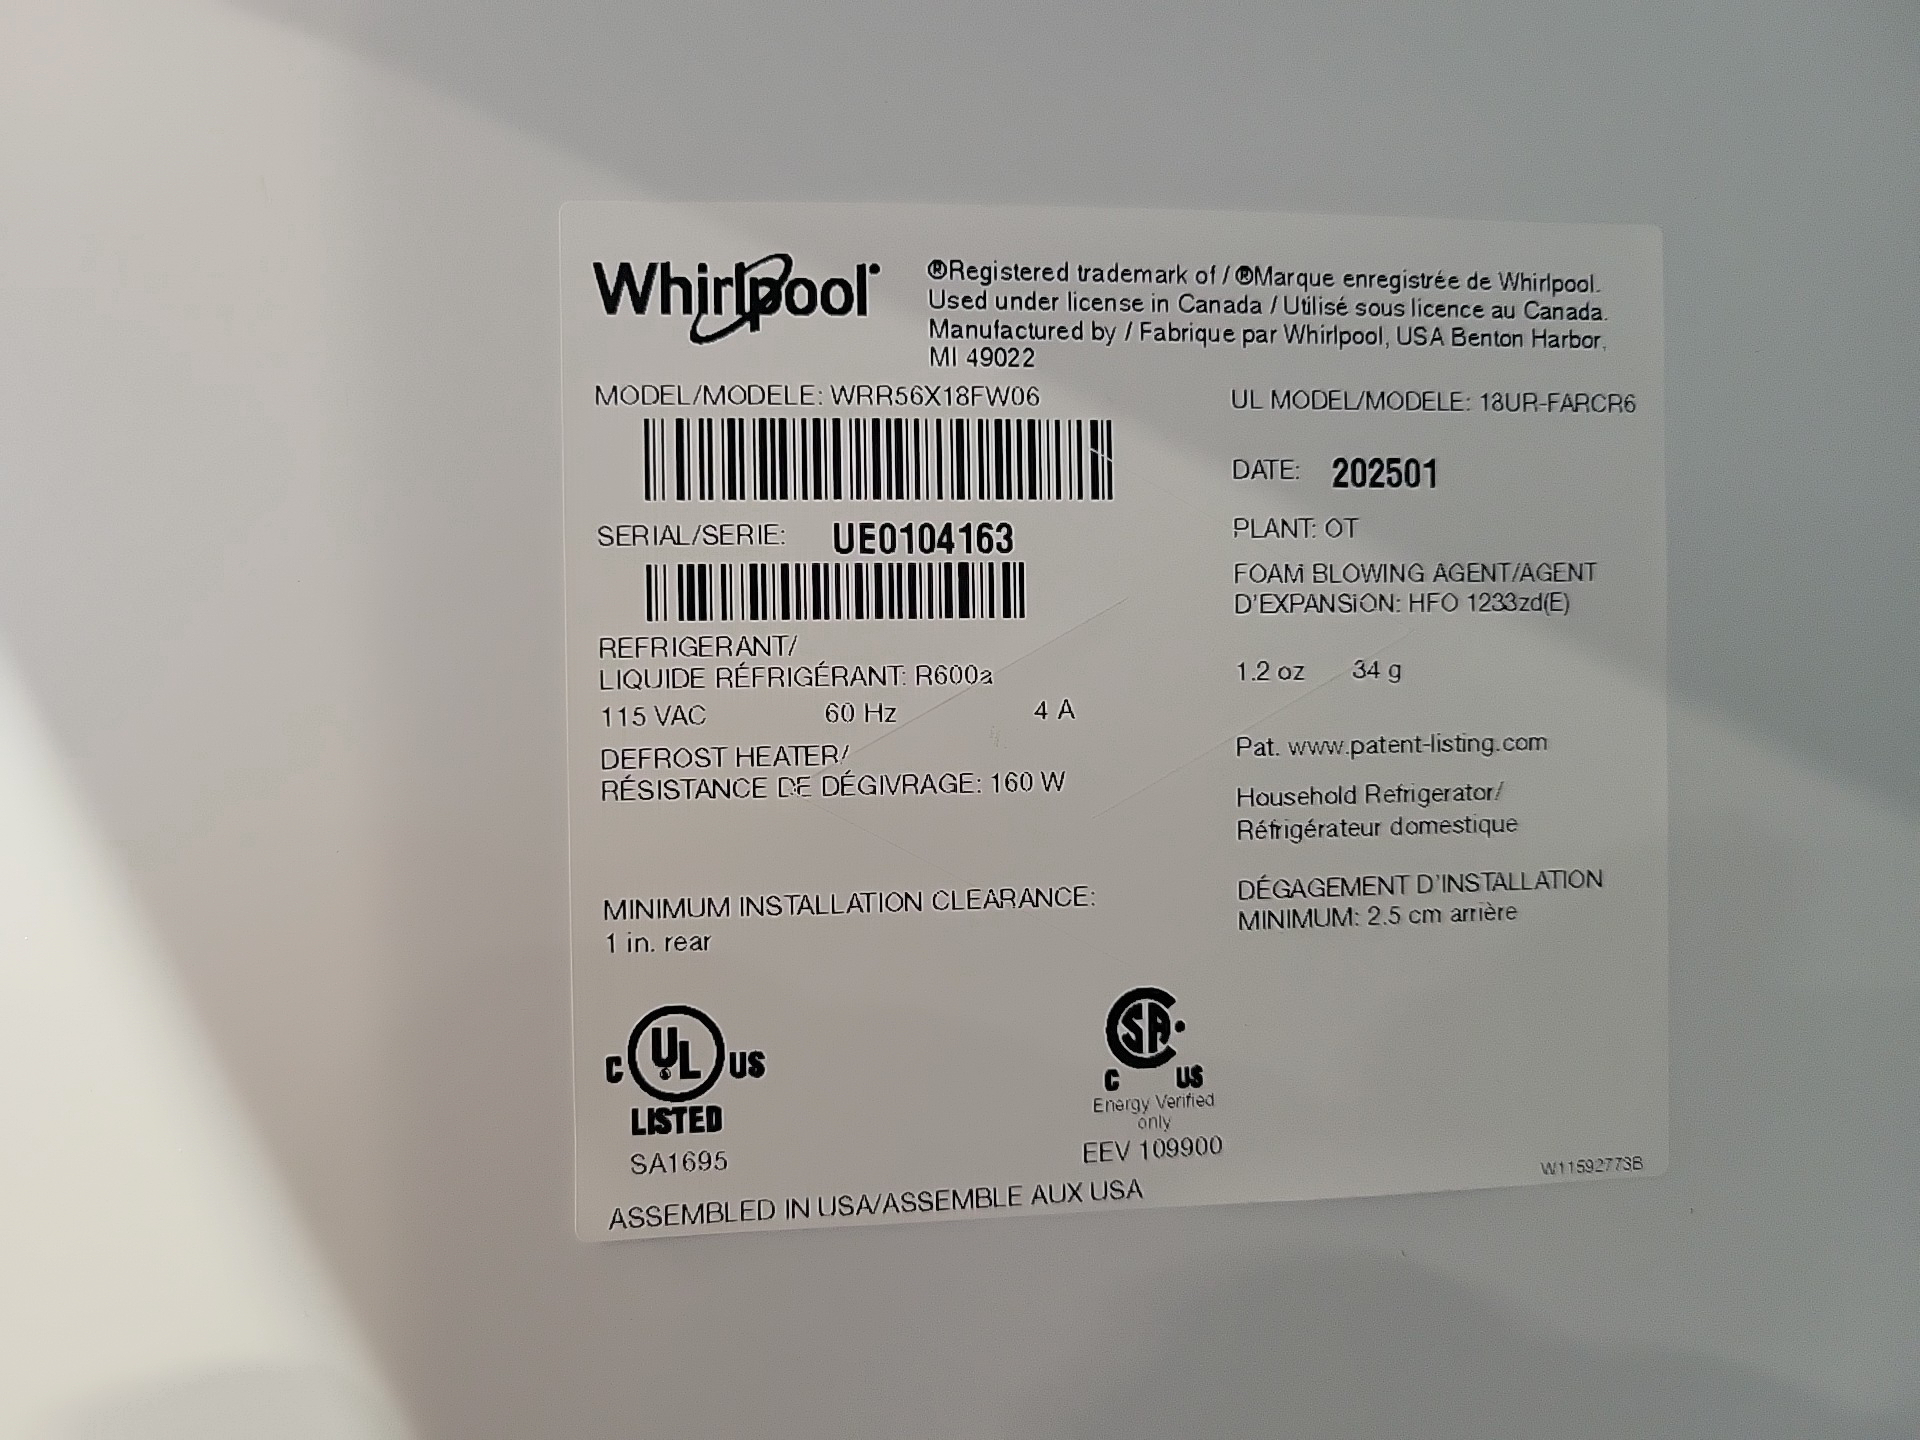 Whirlpool
®Registered trademark of / ®Marque enregistrée de Whirlpool.
Used under license in Canada / Utilisé sous licence au Canada.
Manufactured by / Fabrique par Whirlpool, USA Benton Harbor,
MI 49022
MODEL/MODELE: WRR56X18FW06
UL MODEL/MODELE: 18UR-FARCR6
DATE: 202501
SERIAL/SERIE: UE0104163
PLANT: OT
FOAM BLOWING AGENT/AGENT
D'EXPANSION: HFO 1233zd(E)
REFRIGERANT/
LIQUIDE RÉFRIGÉRANT: R600a
1.2 oz 34 g
115 VAC 60 Hz 4 A
DEFROST HEATER/
RÉSISTANCE DE DÉGIVRAGE: 160 W
Pat. www.patent-listing.com
Household Refrigerator/
Réfrigérateur domestique
MINIMUM INSTALLATION CLEARANCE:
1 in. rear
DÉGAGEMENT D'INSTALLATION
MINIMUM: 2.5 cm arrière
C UL US
LISTED
SA1695
CSA
C US
Energy Verified
only
EEV 109900
W11592773B
ASSEMBLED IN USA/ASSEMBLE AUX USA